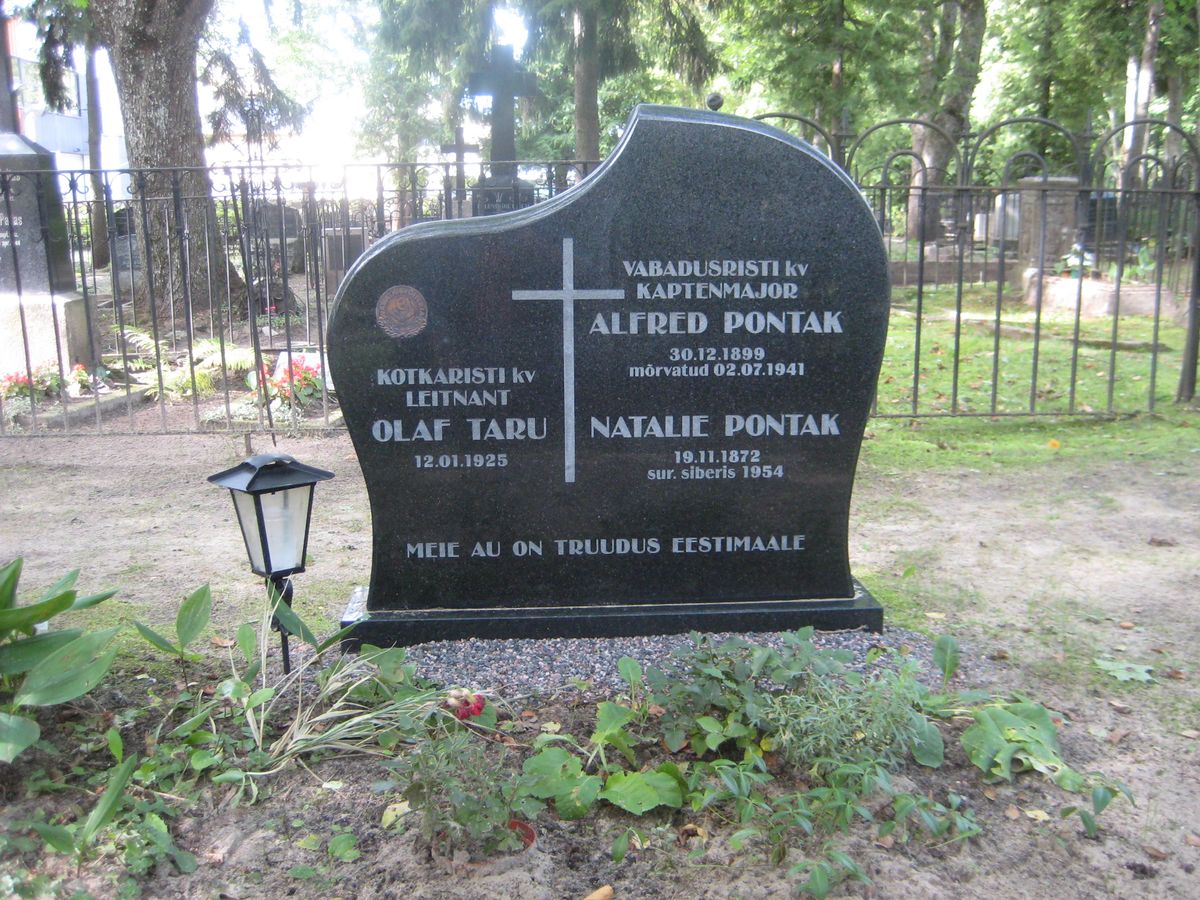 KOTKARISTI kv
LEITNANT
OLAF TARU
12.01.1925
VABADUSRISTI kv
KAPTENMAJOR
ALFRED PONTAK
30.12.1899
mõrvatud 02.07.1941
NATALIE PONTAK
19.11.1872
sur. siberis 1954
MEIE AU ON TRUUDUS EESTIMAALE